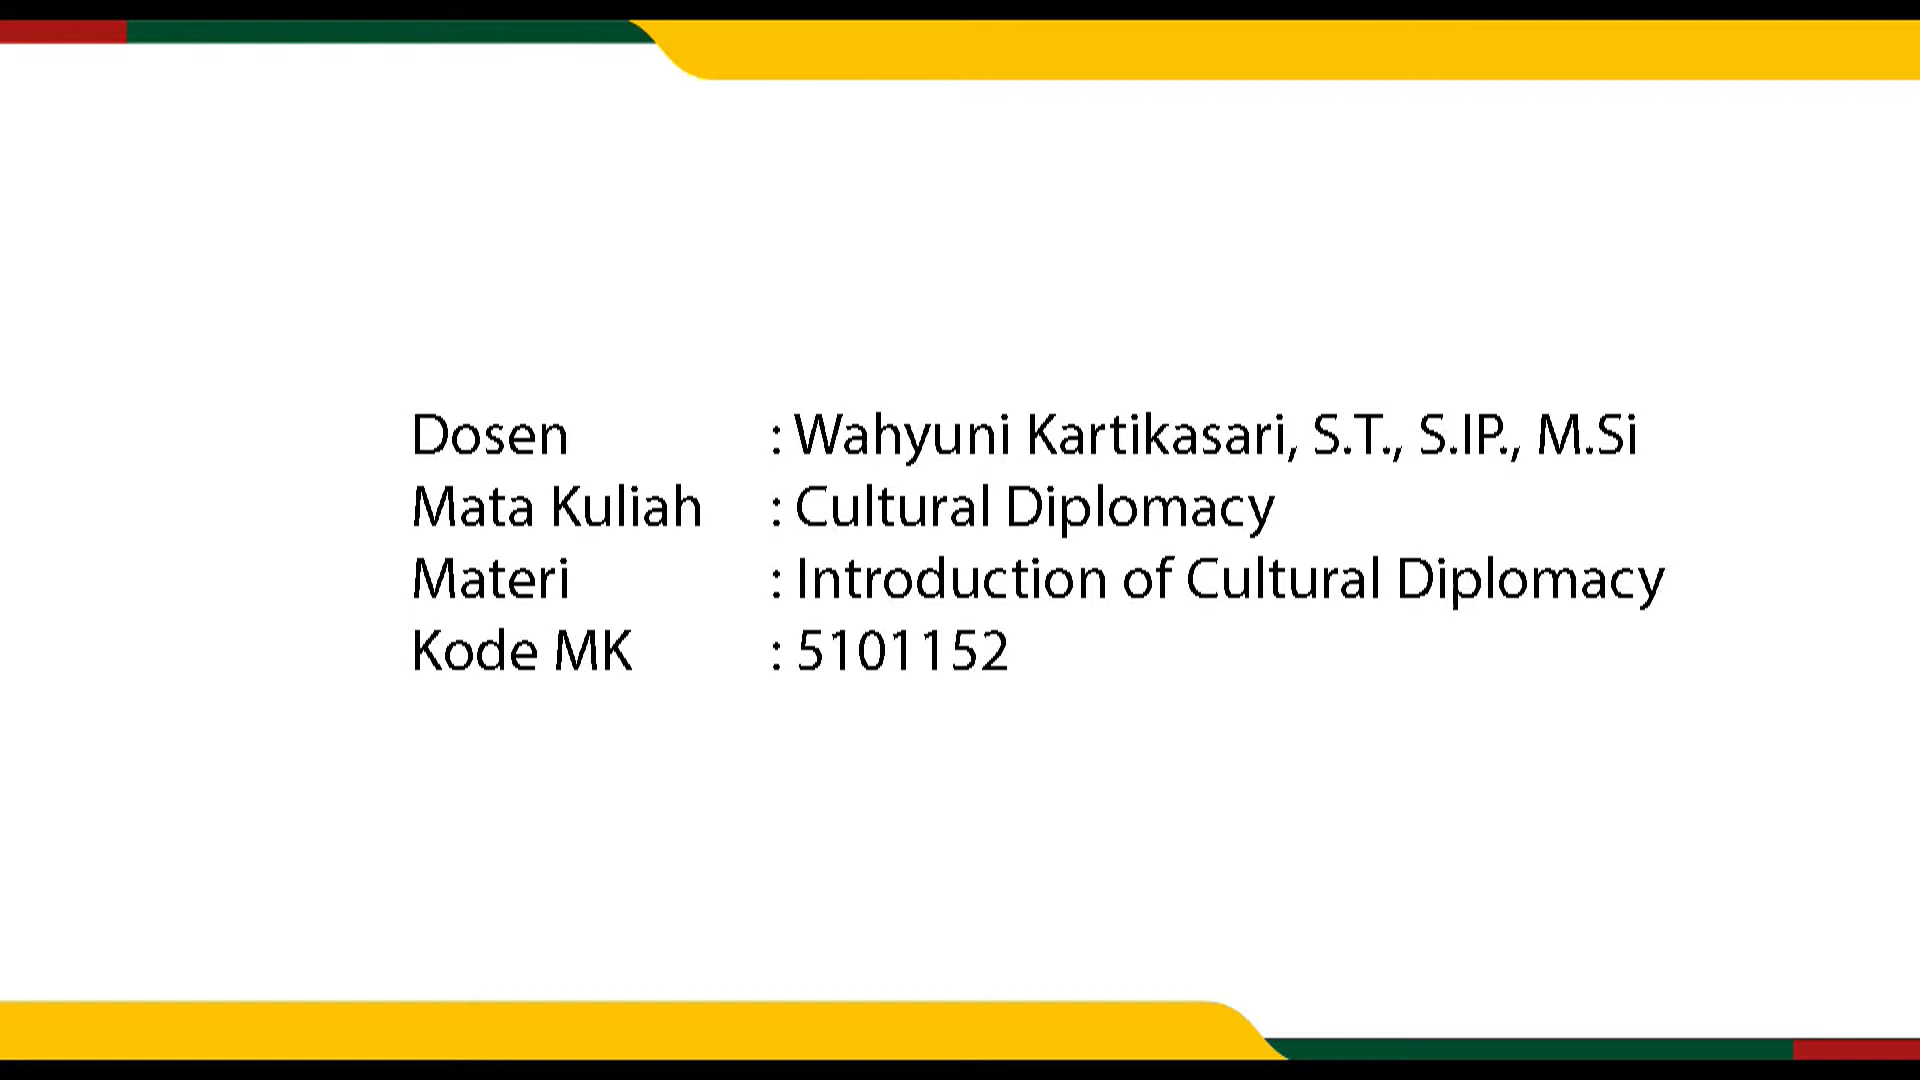 Dosen : Wahyuni Kartikasari, S.T., S.IP., M.Si
Mata Kuliah : Cultural Diplomacy
Materi : Introduction of Cultural Diplomacy
Kode MK : 5101152